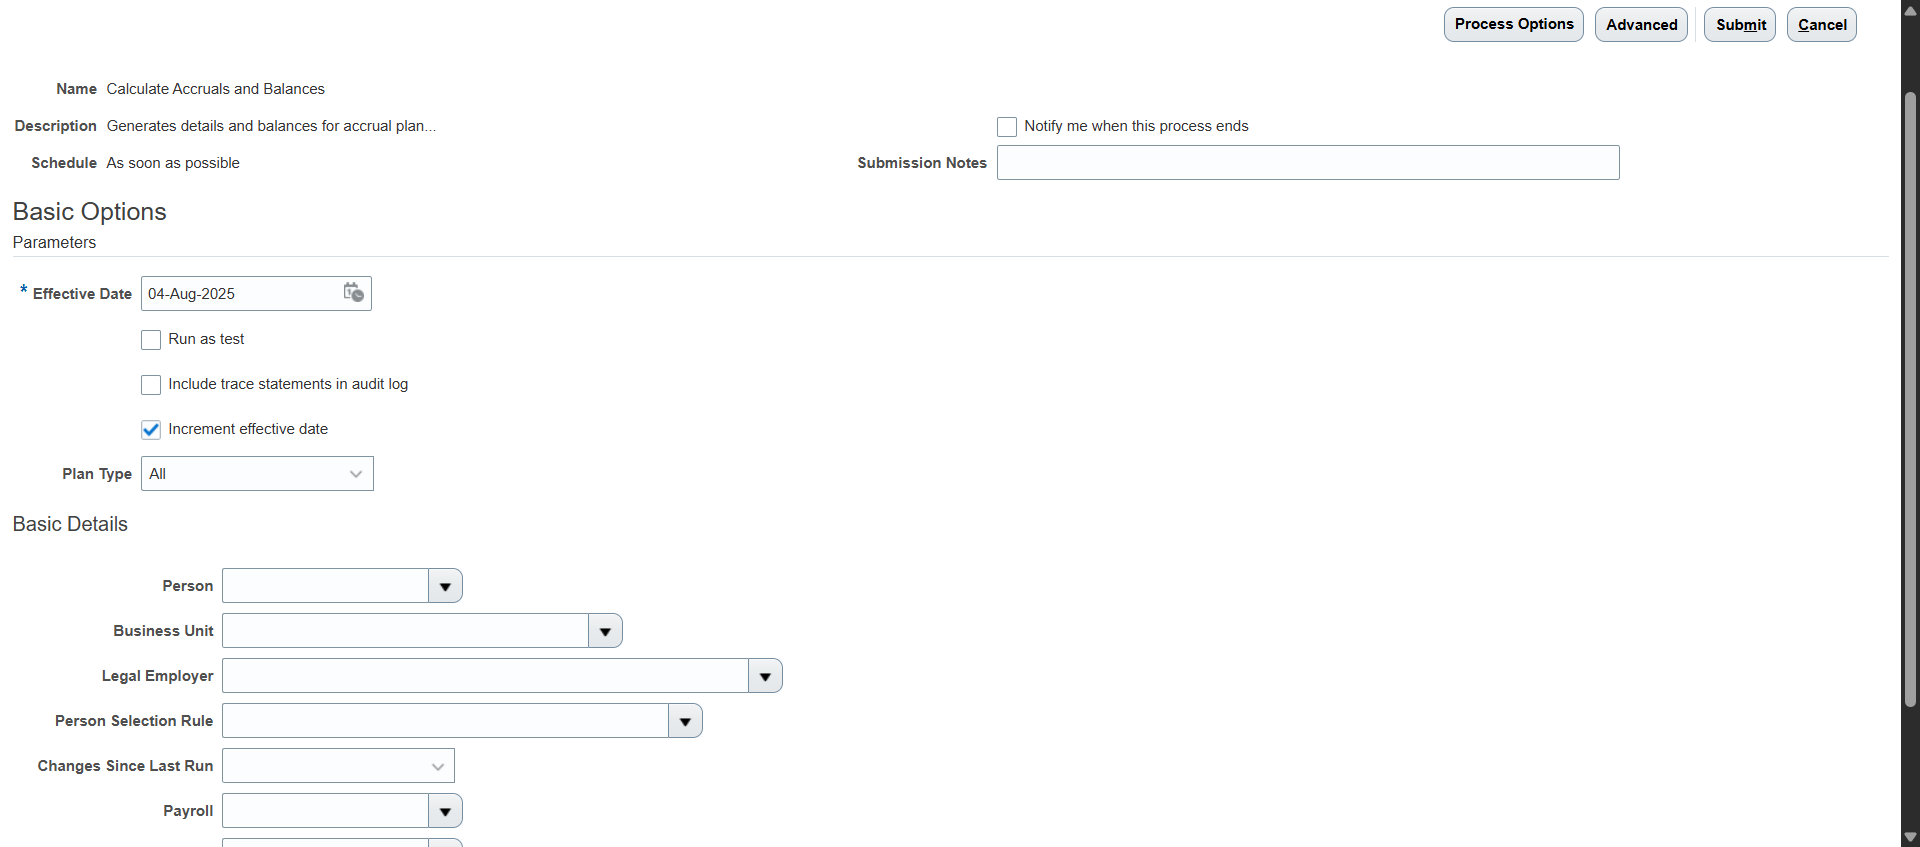 Process Options Advanced Submit Cancel
Name Calculate Accruals and Balances
Description Generates details and balances for accrual plan...
Notify me when this process ends
Schedule As soon as possible
Submission Notes
Basic Options
Parameters
* Effective Date 04-Aug-2025
Run as test
Include trace statements in audit log
Increment effective date
Plan Type All
Basic Details
Person
Business Unit
Legal Employer
Person Selection Rule
Changes Since Last Run
Payroll